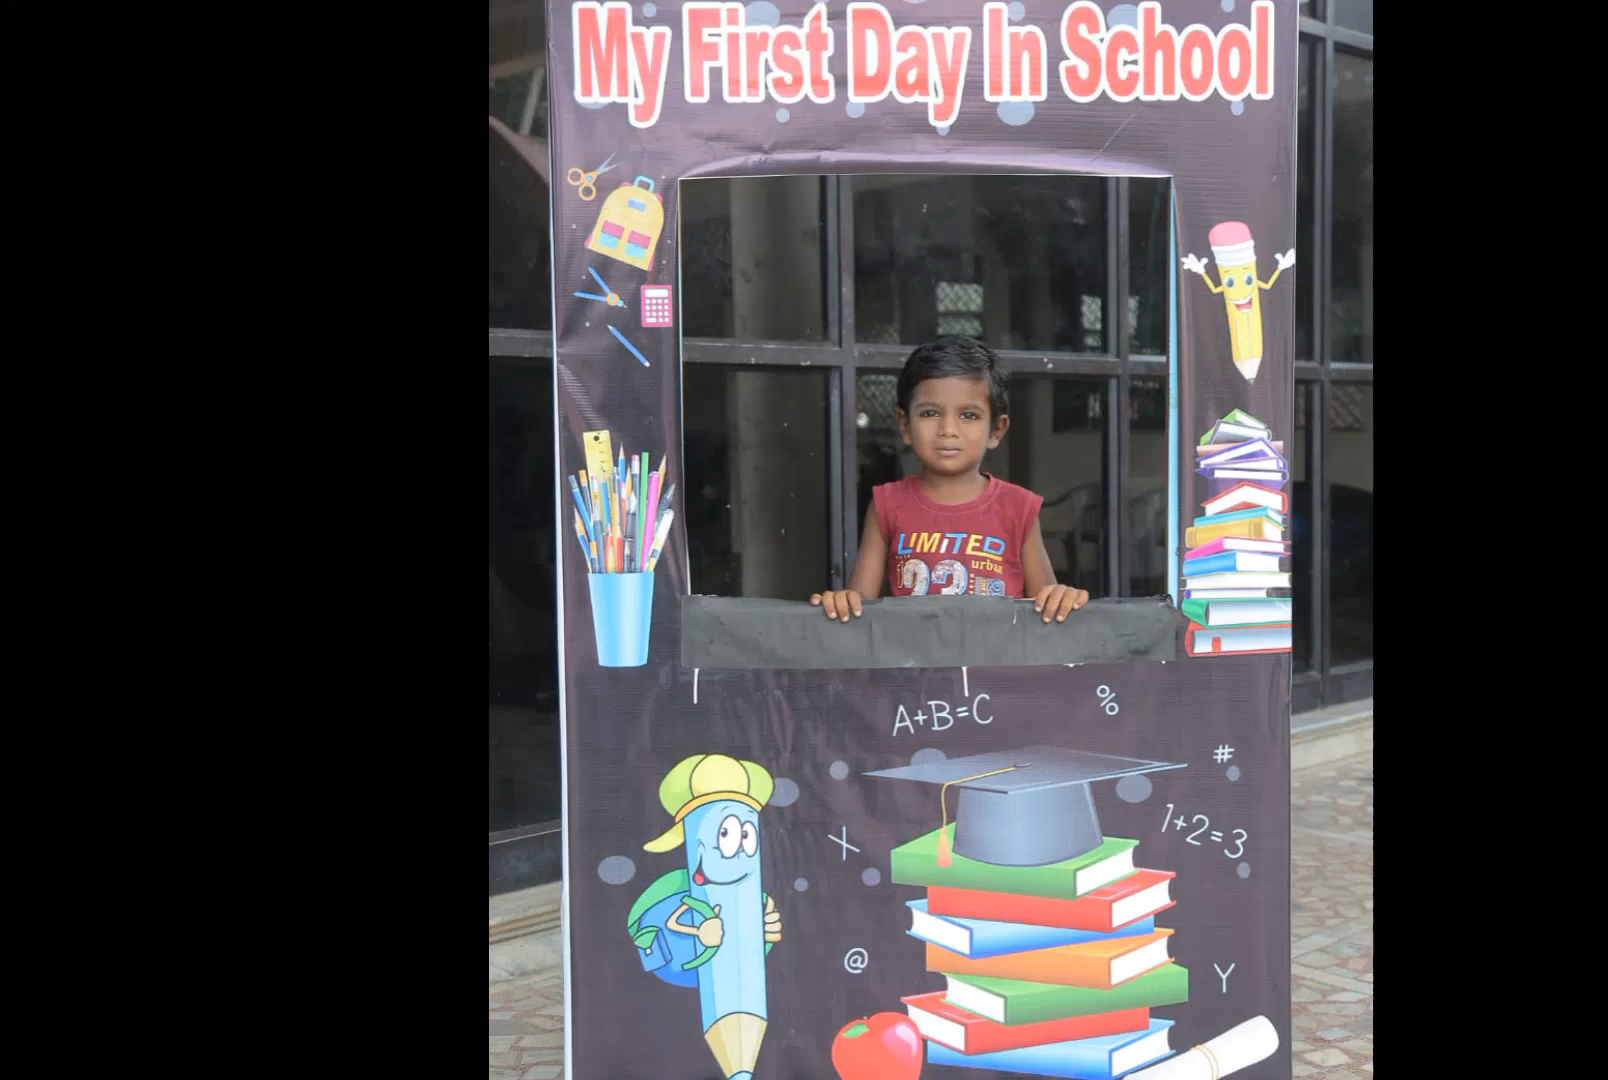 My First Day In School
LIMITED
urban
A+B=C
%
#
1+2=3
X
@
Y